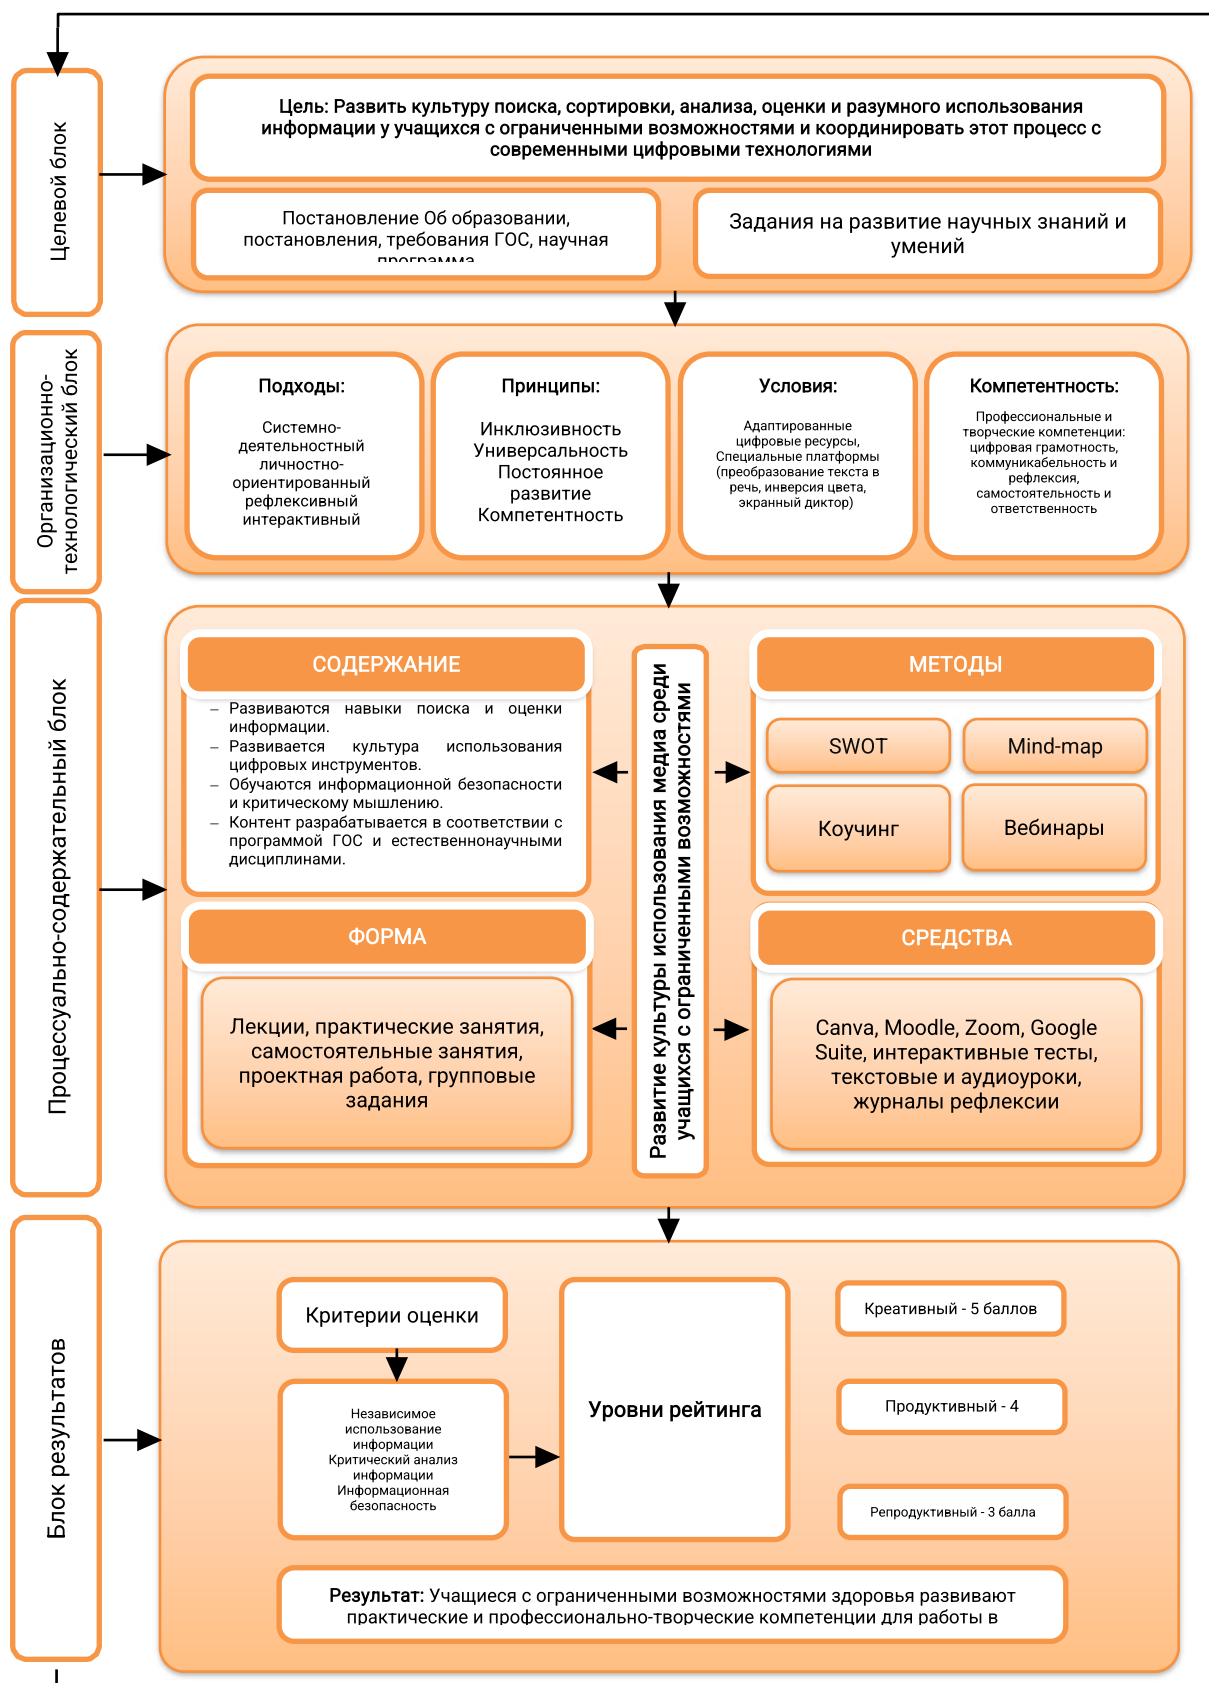 Целевой блок
Цель: Развить культуру поиска, сортировки, анализа, оценки и разумного использования
информации у учащихся с ограниченными возможностями и координировать этот процесс с
современными цифровыми технологиями
Постановление Об образовании,
постановления, требования ГОС, научная
программа
Задания на развитие научных знаний и
умений
Организационно-
технологический блок
Подходы:
Системно-
деятельностный
личностно-
ориентированный
рефлексивный
интерактивный
Принципы:
Инклюзивность
Универсальность
Постоянное
развитие
Компетентность
Условия:
Адаптированные
цифровые ресурсы,
Специальные платформы
(преобразование текста в
речь, инверсия цвета,
экранный диктор)
Компетентность:
Профессиональные и
творческие компетенции:
цифровая грамотность,
коммуникабельность и
рефлексия,
самостоятельность и
ответственность
Процессуально-содержательный блок
СОДЕРЖАНИЕ
– Развиваются навыки поиска и оценки
информации.
– Развивается культура использования
цифровых инструментов.
– Обучаются информационной безопасности
и критическому мышлению.
– Контент разрабатывается в соответствии с
программой ГОС и естественнонаучными
дисциплинами.
ФОРМА
Лекции, практические занятия,
самостоятельные занятия,
проектная работа, групповые
задания
Развитие культуры использования медиа среди
учащихся с ограниченными возможностями
МЕТОДЫ
SWOT
Mind-map
Коучинг
Вебинары
СРЕДСТВА
Canva, Moodle, Zoom, Google
Suite, интерактивные тесты,
текстовые и аудиоуроки,
журналы рефлексии
Блок результатов
Критерии оценки
Независимое
использование
информации
Критический анализ
информации
Информационная
безопасность
Уровни рейтинга
Креативный - 5 баллов
Продуктивный - 4
Репродуктивный - 3 балла
Результат: Учащиеся с ограниченными возможностями здоровья развивают
практические и профессионально-творческие компетенции для работы в